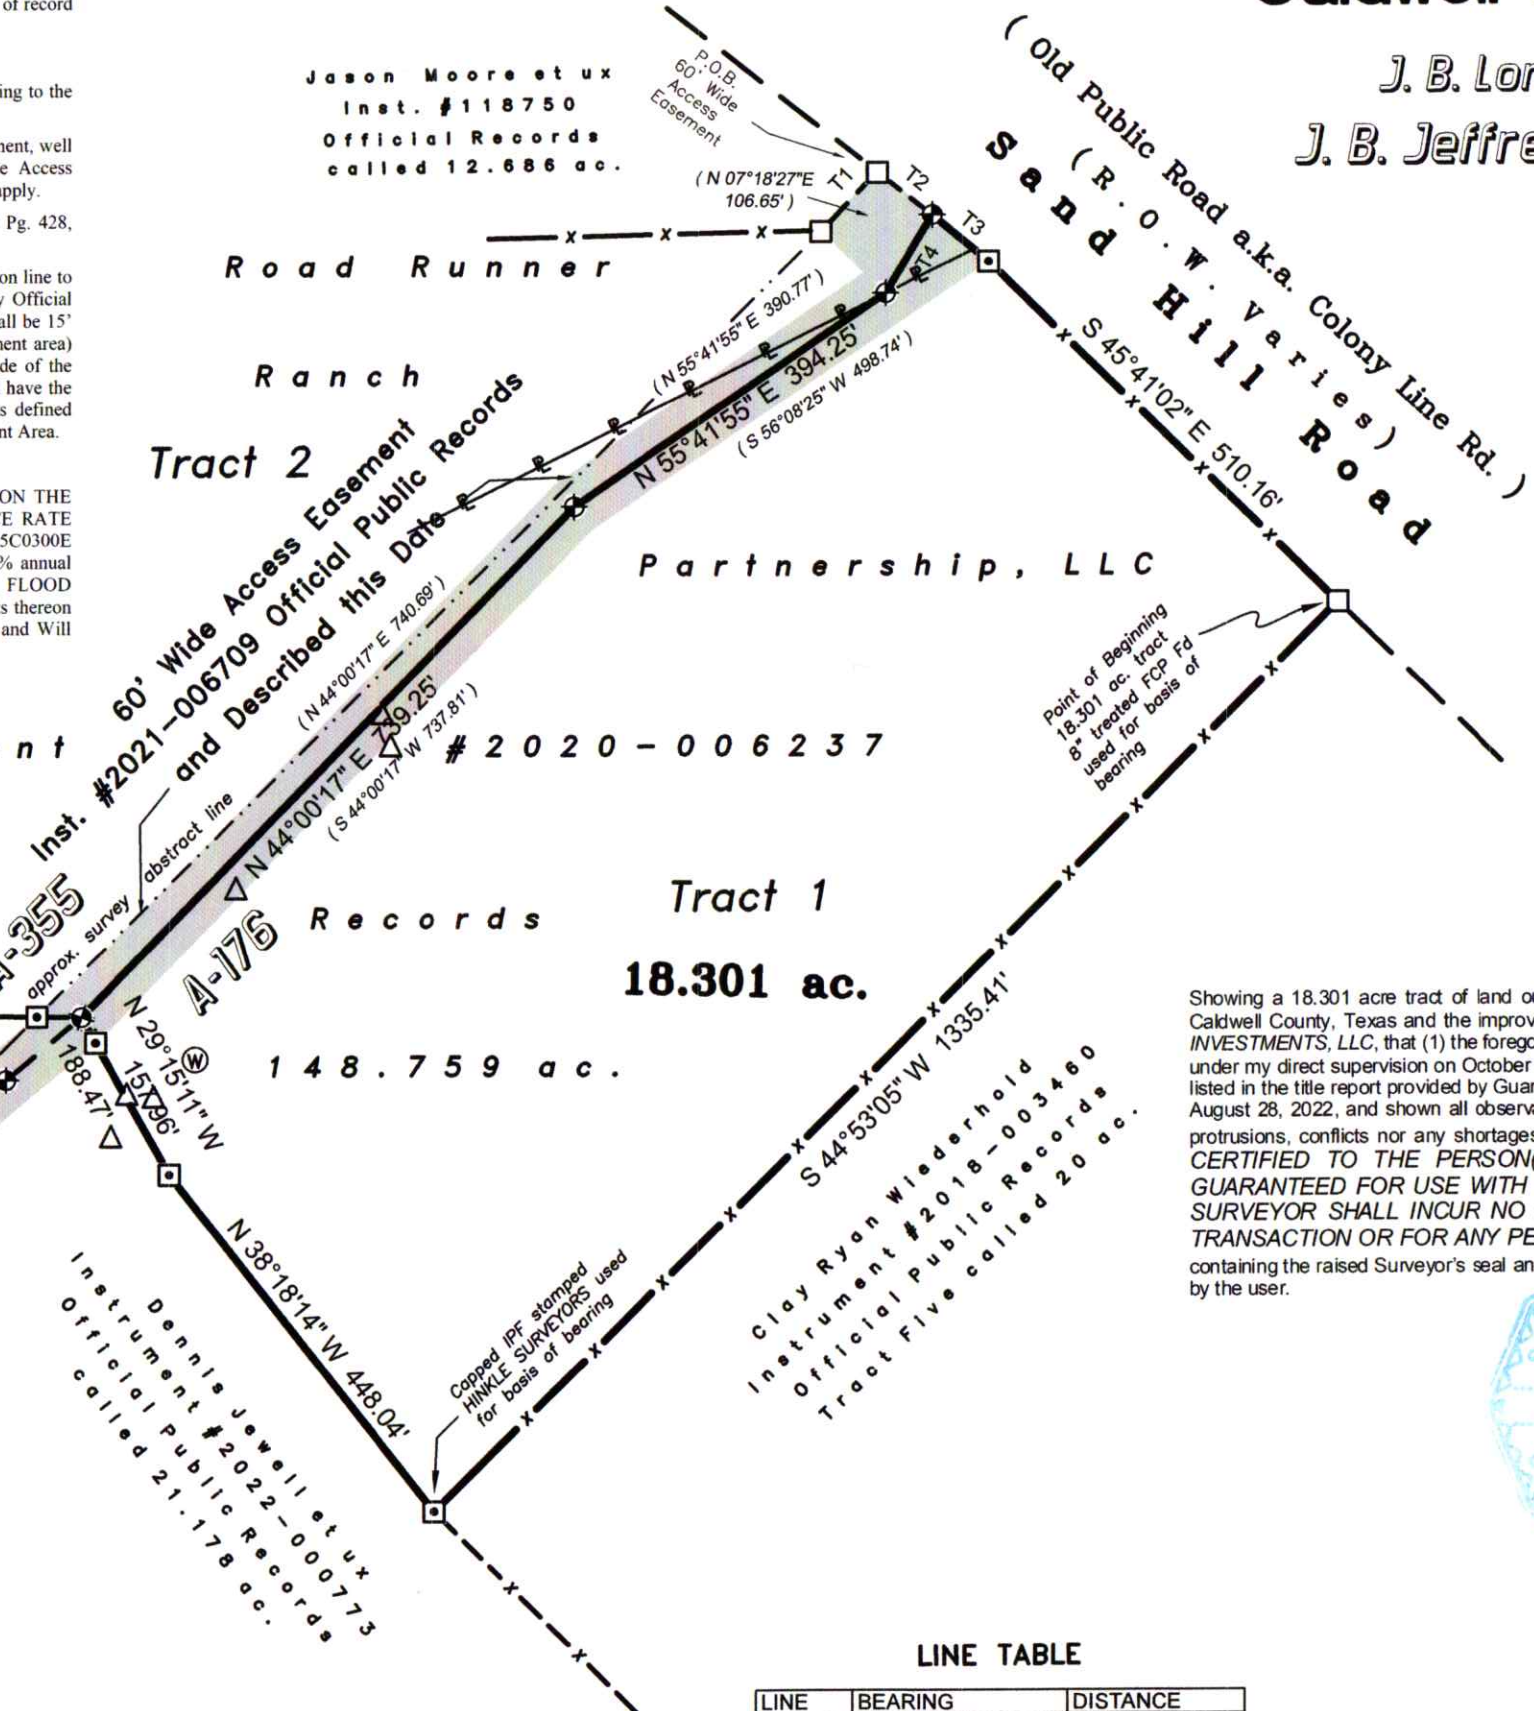 of record
ing to the
ment, well
e Access
apply.
Pg. 428,
on line to
y Official
all be 15'
ment area)
de of the
have the
s defined
nt Area.
ON THE
E RATE
5C0300E
% annual
FLOOD
s thereon
and Will
Jason Moore et ux
Inst. #118750
Official Records
called 12.686 ac.
P.O.B.
60' Wide
Access
Easement
( N 07°18'27"E
106.65' )
T1
T2
T3
T4
( Old Public Road a.k.a. Colony Line Rd. )
( R.O.W. Varies )
Sand Hill Road
J. B. Lor
J. B. Jeffre
Road Runner
Ranch
Tract 2
60' Wide Access Easement
Inst. #2021-006709 Official Public Records
and Described this Date
( N 55°41'55" E 390.77' )
N 55°41'55" E 394.25'
( S 56°08'25" W 498.74' )
S 45°41'02" E 510.16'
Partnership, LLC
( N 44°00'17" E 740.69' )
N 44°00'17" E 739.25'
( S 44°00'17" W 737.81' )
Point of Beginning
18.301 ac. tract
8" treated FCP Fd
used for basis of
bearing
nt
#2020-006237
approx. survey abstract line
A-355
A-176
Records
Tract 1
18.301 ac.
148.759 ac.
N 29°15'11" W
188.47'
W
S 44°53'05" W 1335.41'
N 38°18'14" W 448.04'
Capped IPF stamped
HINKLE SURVEYORS used
for basis of bearing
Clay Ryan Wiederhold
Instrument #2018-003460
Official Public Records
Tract Five called 20 ac.
Dennis Jewell et ux
Instrument #2022-000773
Official Public Records
called 21.178 ac.
Showing a 18.301 acre tract of land o
Caldwell County, Texas and the improv
INVESTMENTS, LLC, that (1) the forego
under my direct supervision on October
listed in the title report provided by Guar
August 28, 2022, and shown all observa
protrusions, conflicts nor any shortages
CERTIFIED TO THE PERSON(
GUARANTEED FOR USE WITH
SURVEYOR SHALL INCUR NO
TRANSACTION OR FOR ANY PE
containing the raised Surveyor's seal an
by the user.
LINE TABLE
LINE BEARING DISTANCE